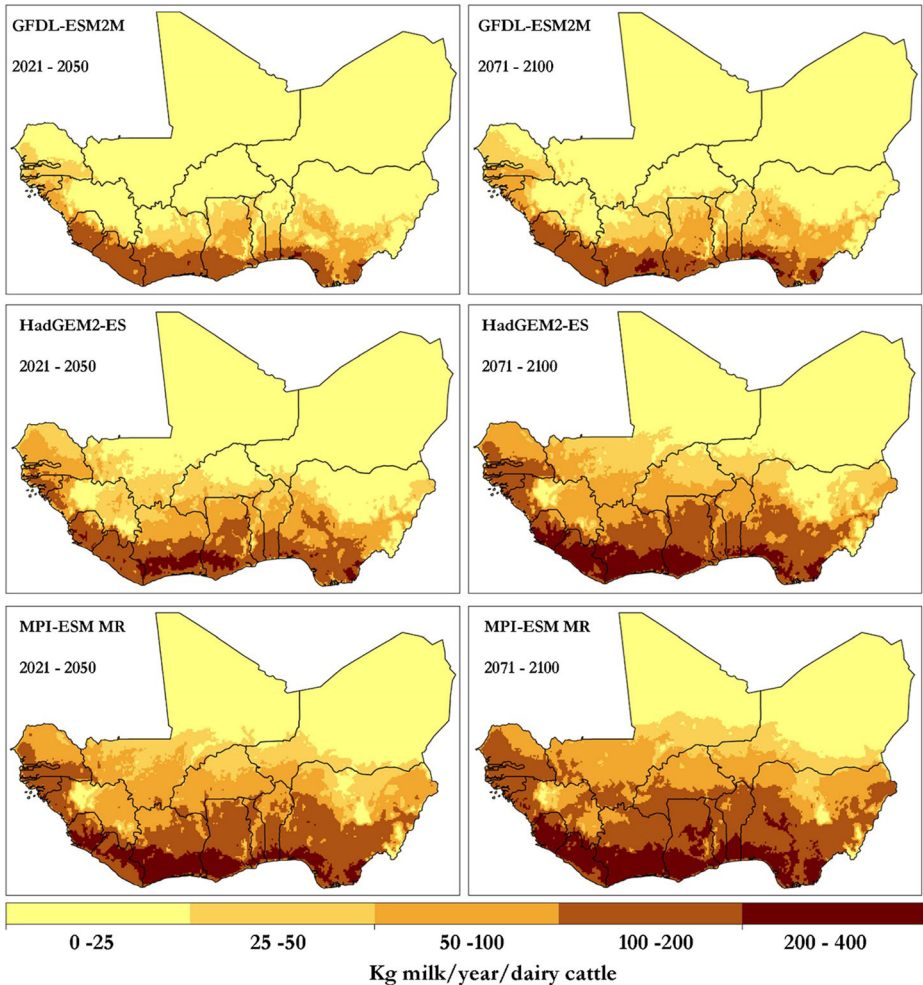 GFDL-ESM2M
2021 - 2050
GFDL-ESM2M
2071 - 2100
HadGEM2-ES
2021 - 2050
HadGEM2-ES
2071 - 2100
MPI-ESM MR
2021 - 2050
MPI-ESM MR
2071 - 2100
0 -25 25 -50 50 -100 100 -200 200 - 400
Kg milk/year/dairy cattle